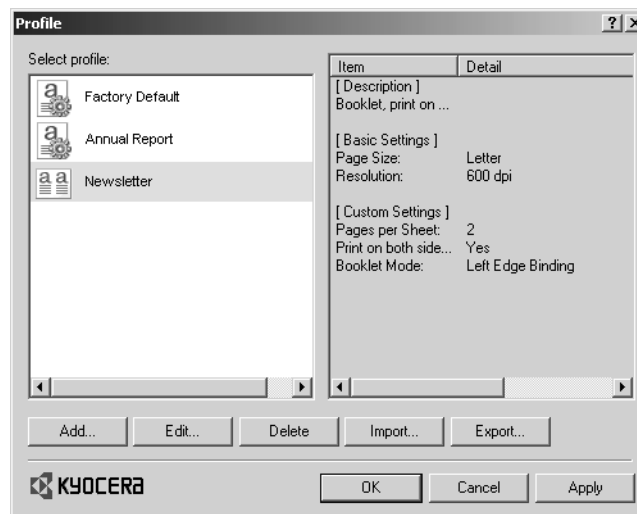 Profile
Select profile:
Factory Default
Annual Report
Newsletter
Item Detail
[ Description ]
Booklet, print on ...
[ Basic Settings ]
Page Size: Letter
Resolution: 600 dpi
[ Custom Settings ]
Pages per Sheet: 2
Print on both side... Yes
Booklet Mode: Left Edge Binding
Add... Edit... Delete Import... Export...
KYOCERA
OK Cancel Apply